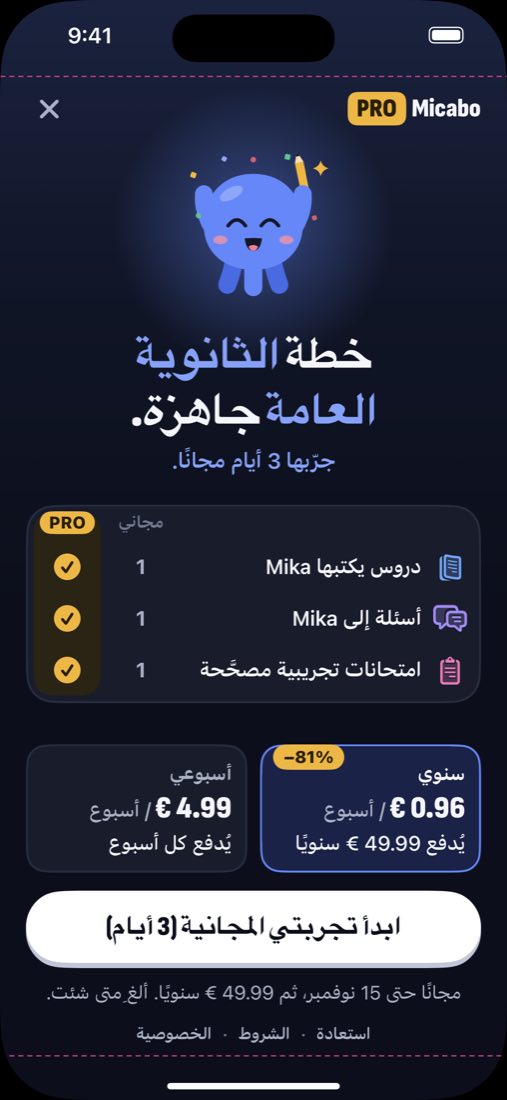 9:41
Micabo PRO
خطة الثانوية
العامة جاهزة.
جرّبها 3 أيام مجانًا.
مجاني PRO
دروس يكتبها Mika 1
أسئلة إلى Mika 1
امتحانات تجريبية مصحَّحة 1
−81%
سنوي
0.96 € / أسبوع
يُدفع 49.99 € سنويًا
أسبوعي
4.99 € / أسبوع
يُدفع كل أسبوع
ابدأ تجربتي المجانية (3 أيام)
مجانًا حتى 15 نوفمبر، ثم 49.99 € سنويًا. ألغِ متى شئت.
استعادة · الشروط · الخصوصية